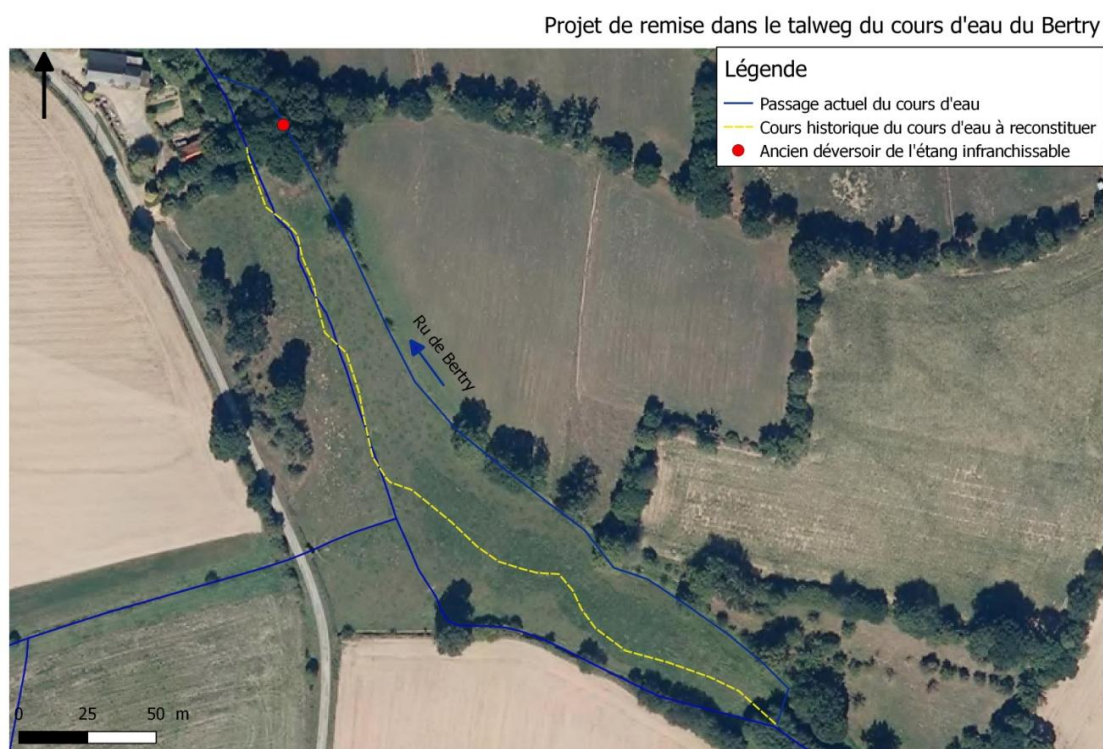 Projet de remise dans le talweg du cours d'eau du Bertry
Légende
Passage actuel du cours d'eau
Cours historique du cours d'eau à reconstituer
Ancien déversoir de l'étang infranchissable
Ru de Bertry
0 25 50 m